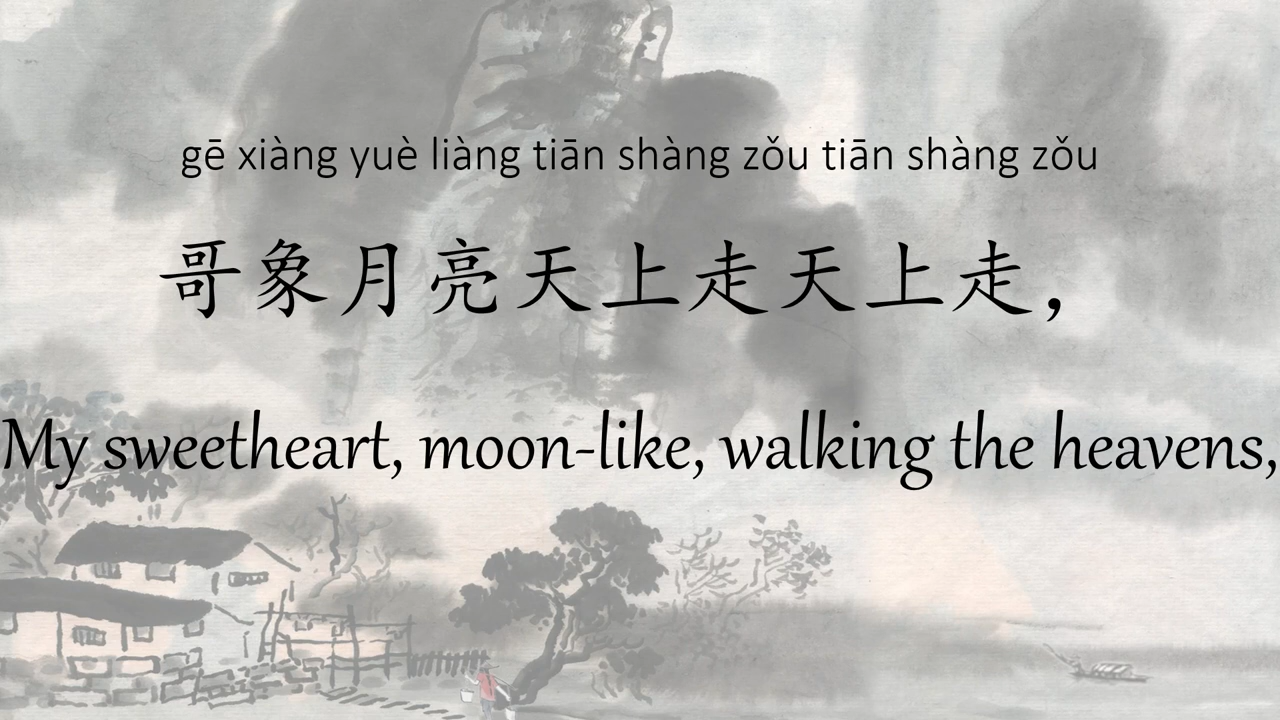 gē xiàng yuè liàng tiān shàng zǒu tiān shàng zǒu
哥象月亮天上走天上走，
My sweetheart, moon-like, walking the heavens,